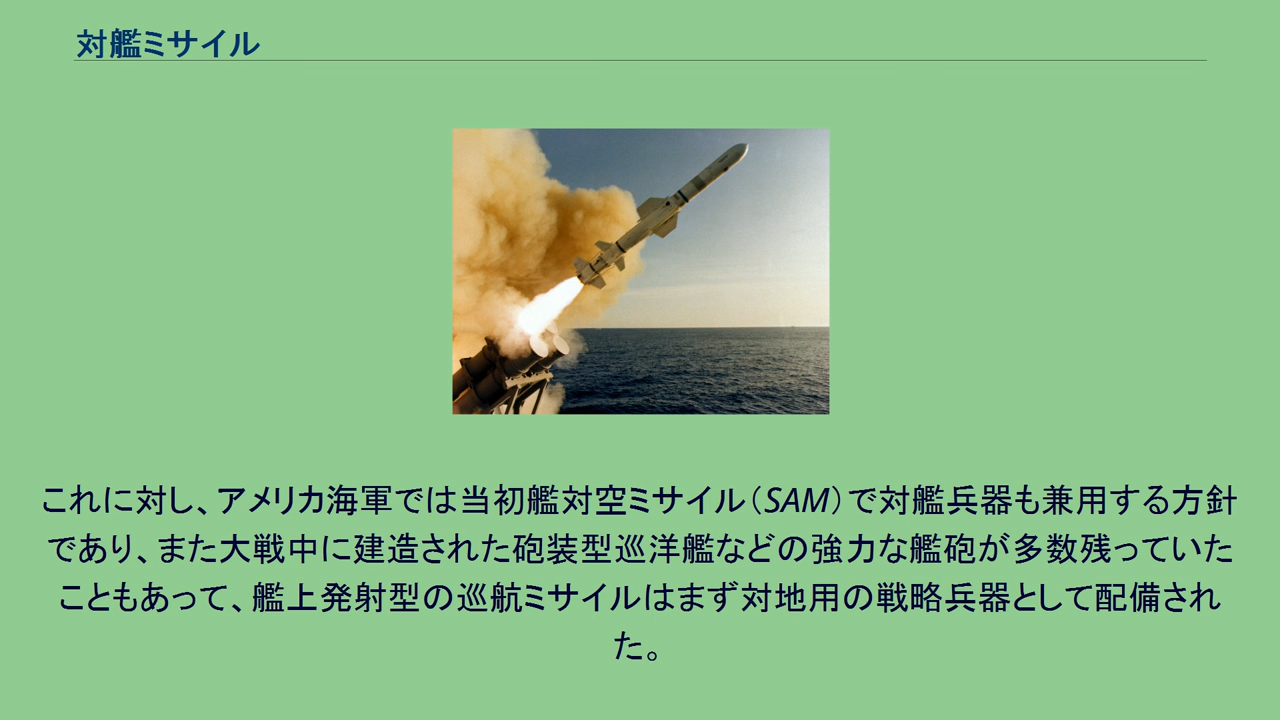 対艦ミサイル
これに対し、アメリカ海軍では当初艦対空ミサイル（SAM）で対艦兵器も兼用する方針
であり、また大戦中に建造された砲装型巡洋艦などの強力な艦砲が多数残っていた
こともあって、艦上発射型の巡航ミサイルはまず対地用の戦略兵器として配備され
た。